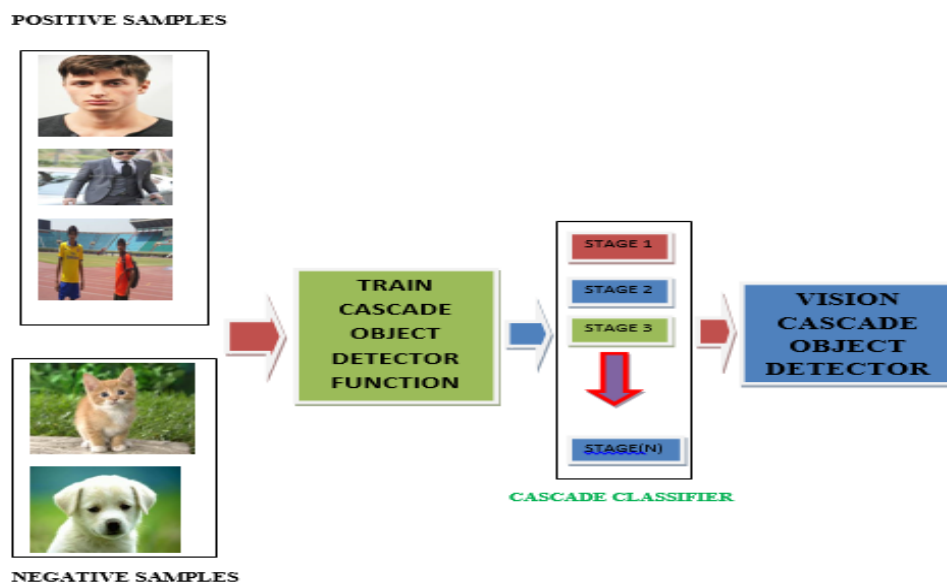 POSITIVE SAMPLES
TRAIN
CASCADE
OBJECT
DETECTOR
FUNCTION
STAGE 1
STAGE 2
STAGE 3
STAGE(N)
CASCADE CLASSIFIER
VISION
CASCADE
OBJECT
DETECTOR
NEGATIVE SAMPLES